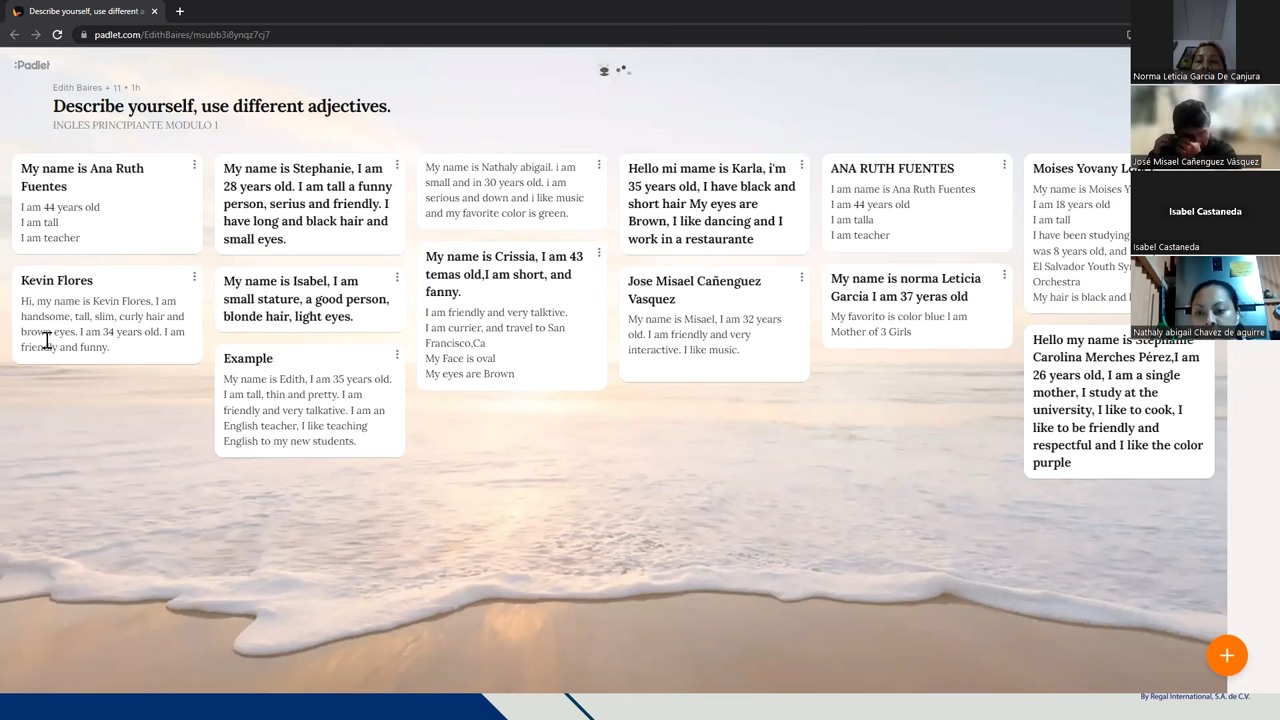 Describe yourself, use different a
padlet.com/EdithBaires/msubb3i8ynqz7cj7
:Padlet
Edith Baires + 11 • 1h
Describe yourself, use different adjectives.
INGLES PRINCIPIANTE MODULO 1
My name is Ana Ruth
Fuentes
I am 44 years old
I am tall
I am teacher
Kevin Flores
Hi, my name is Kevin Flores, I am
handsome, tall, slim, curly hair and
brown eyes. I am 34 years old. I am
friendly and funny.
My name is Stephanie, I am
28 years old. I am tall a funny
person, serius and friendly. I
have long and black hair and
small eyes.
My name is Isabel, I am
small stature, a good person,
blonde hair, light eyes.
Example
My name is Edith, I am 35 years old.
I am tall, thin and pretty. I am
friendly and very talkative. I am an
English teacher, I like teaching
English to my new students.
My name is Nathaly abigail. i am
small and in 30 years old. i am
serious and down and i like music
and my favorite color is green.
My name is Crissia, I am 43
temas old,I am short, and
fanny.
I am friendly and very talktive.
I am currier, and travel to San
Francisco,Ca
My Face is oval
My eyes are Brown
Hello mi mame is Karla, i'm
35 years old, I have black and
short hair My eyes are
Brown, I like dancing and I
work in a restaurante
Jose Misael Cañenguez
Vasquez
My name is Misael, I am 32 years
old. I am friendly and very
interactive. I like music.
ANA RUTH FUENTES
I am name is Ana Ruth Fuentes
I am 44 years old
I am talla
I am teacher
My name is norma Leticia
Garcia I am 37 yeras old
My favorito is color blue l am
Mother of 3 Girls
Moises Yovany
My name is Moises Y
I am 18 years old
I am tall
I have been studying
was 8 years old, and
El Salvador Youth Sy
Orchestra
My hair is black and
Hello my name is Stephanie
Carolina Merches Pérez,I am
26 years old, I am a single
mother, I study at the
university, I like to cook, I
like to be friendly and
respectful and I like the color
purple
Norma Leticia Garcia De Canjura
José Misael Cañenguez Vásquez
Isabel Castaneda
Isabel Castaneda
Nathaly abigail Chavez de aguirre
By Regal International, S.A. de C.V.